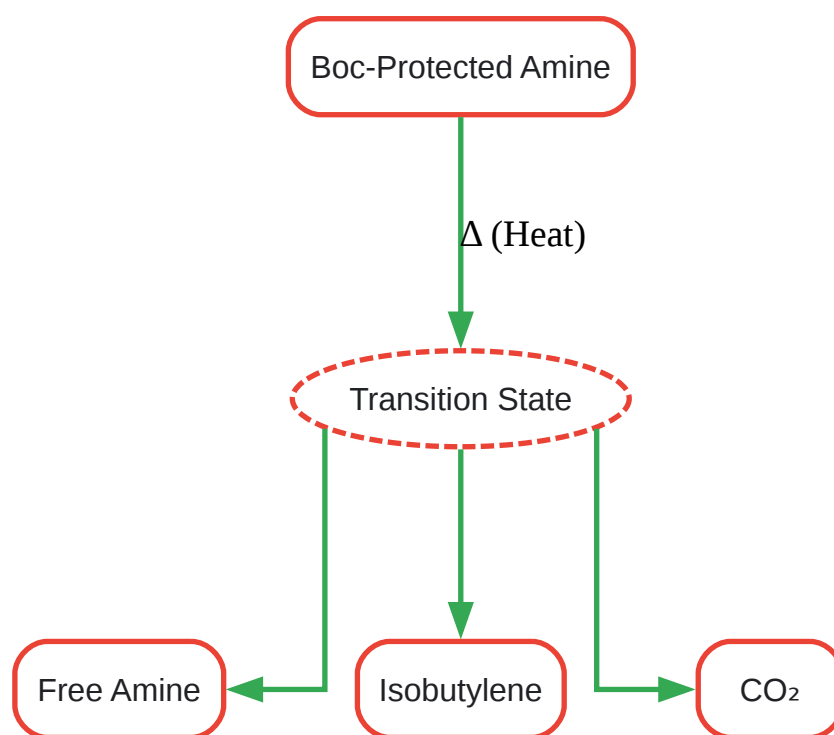 Boc-Protected Amine
Δ (Heat)
Transition State
Free Amine
Isobutylene
CO₂